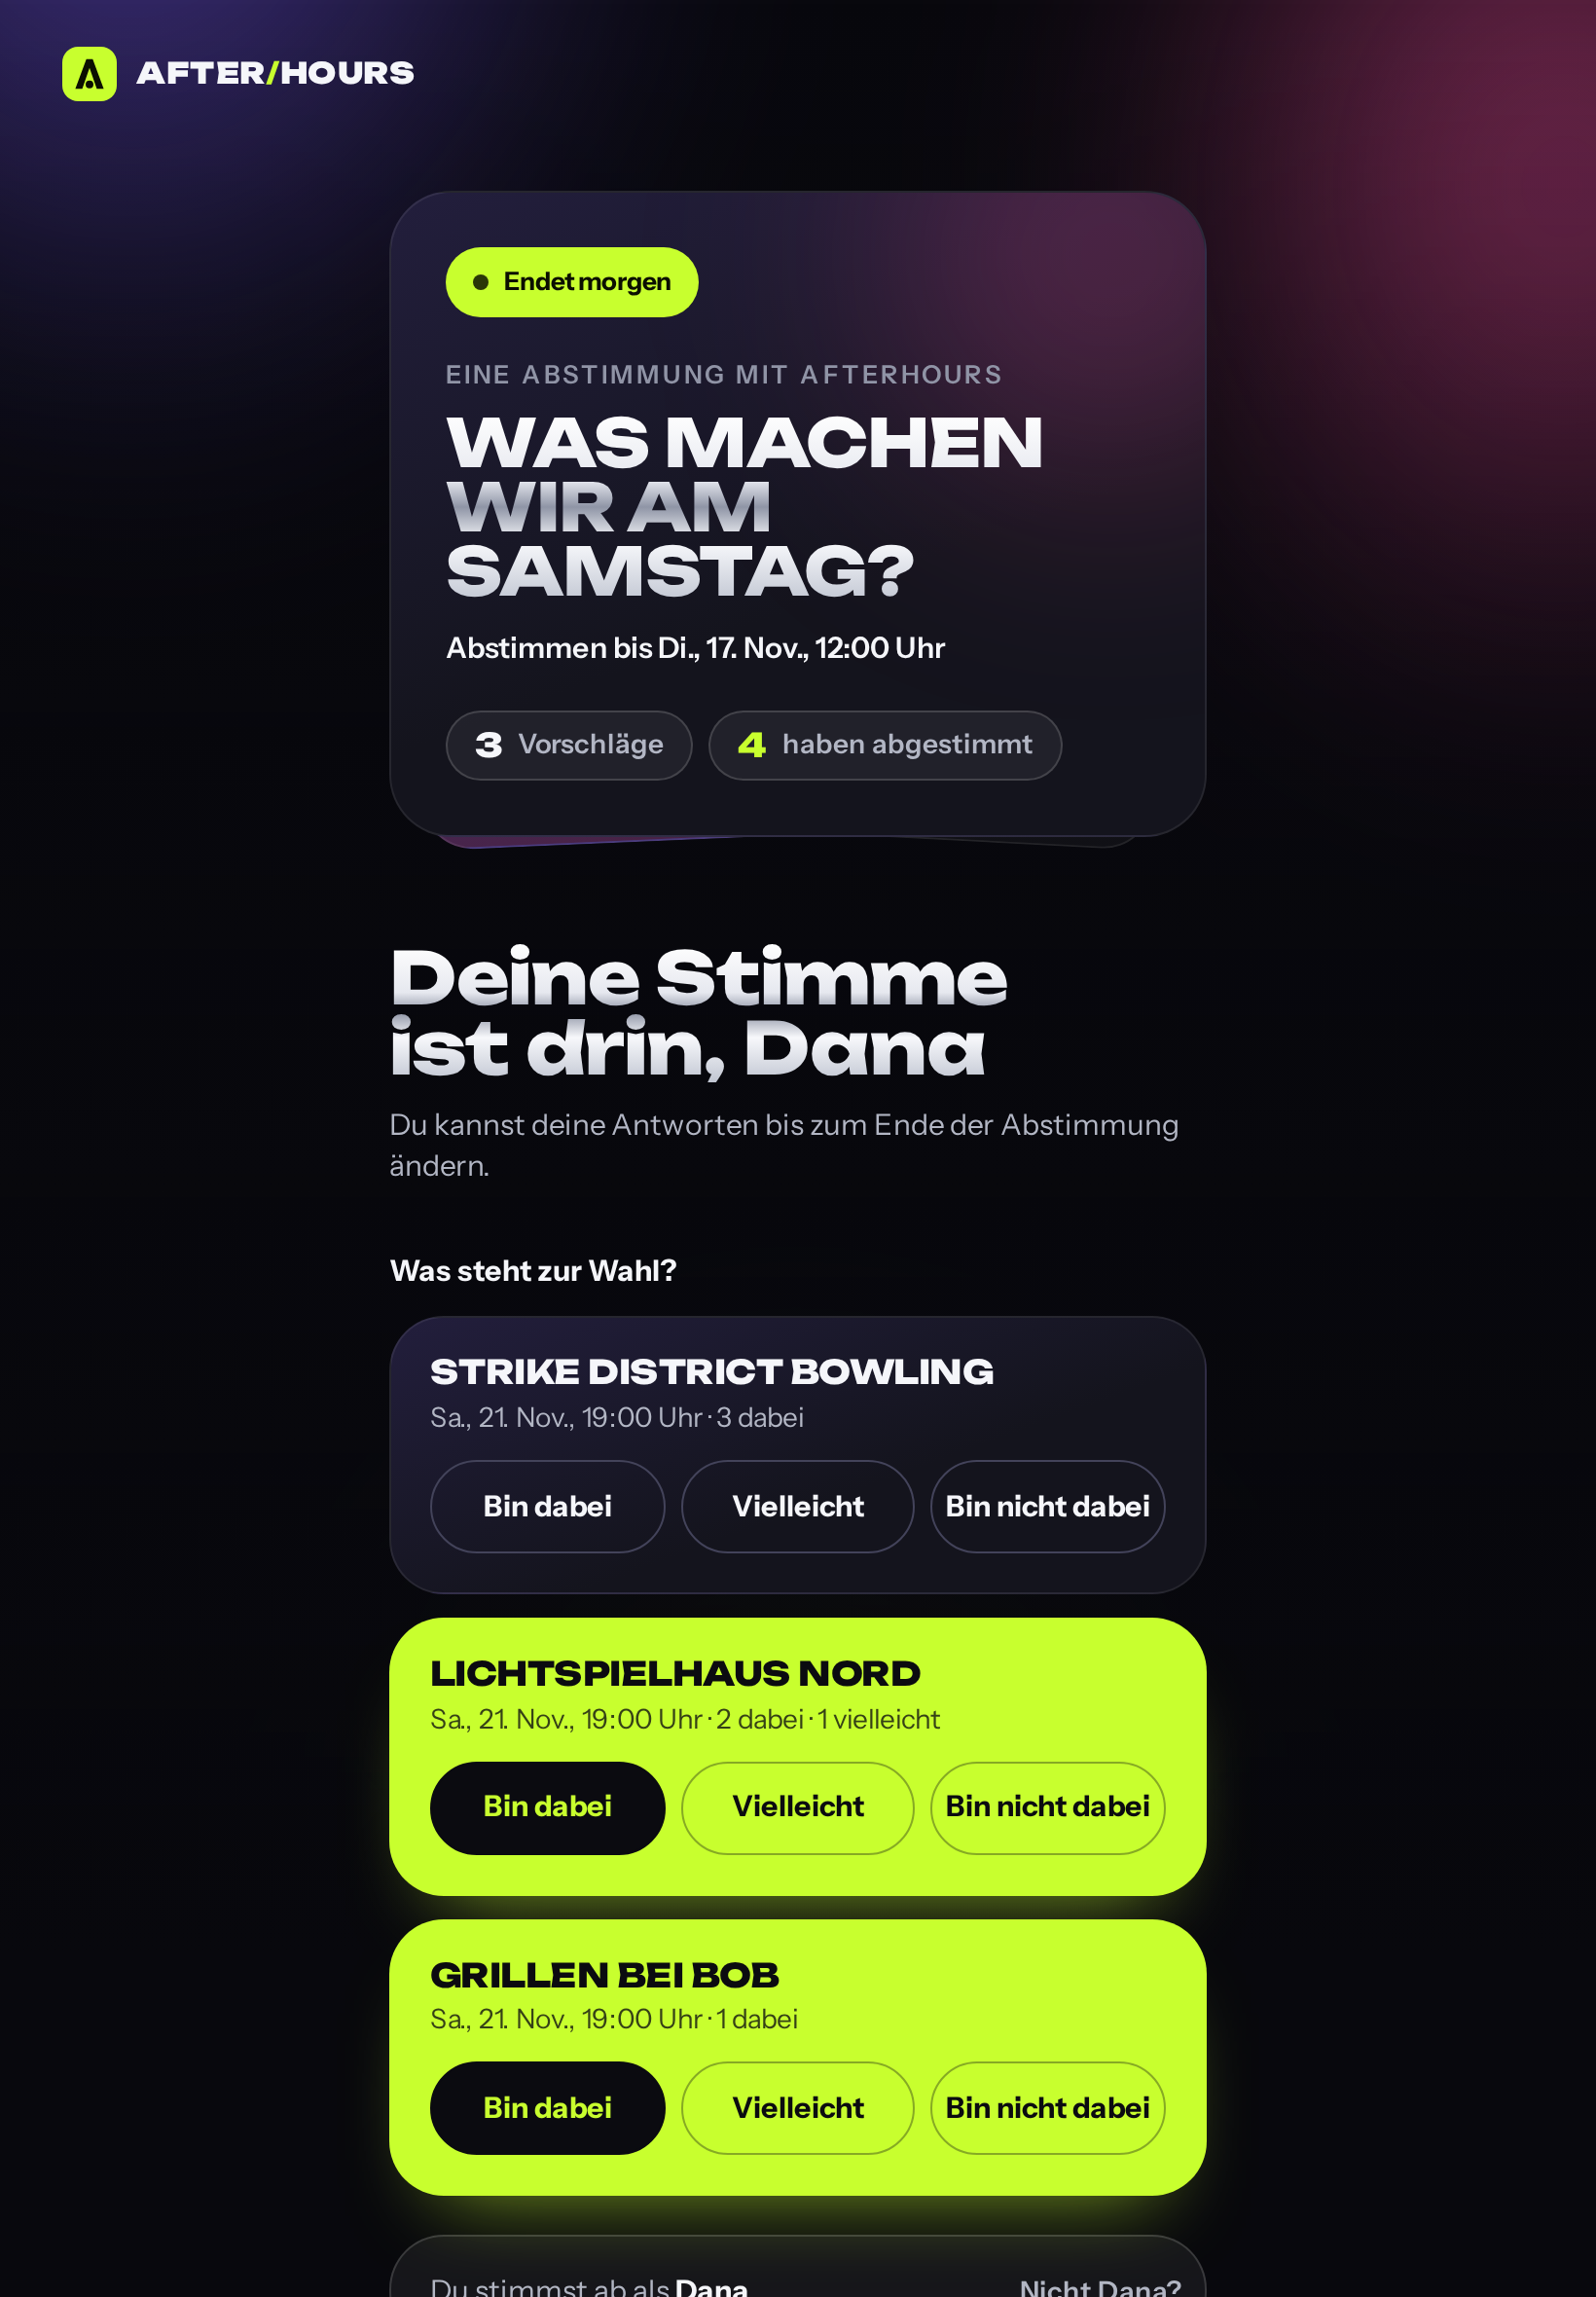 AFTER/HOURS
Endet morgen
EINE ABSTIMMUNG MIT AFTERHOURS
WAS MACHEN
WIR AM
SAMSTAG?
Abstimmen bis Di., 17. Nov., 12:00 Uhr
3 Vorschläge 4 haben abgestimmt
Deine Stimme
ist drin, Dana
Du kannst deine Antworten bis zum Ende der Abstimmung
ändern.
Was steht zur Wahl?
STRIKE DISTRICT BOWLING
Sa., 21. Nov., 19:00 Uhr · 3 dabei
Bin dabei Vielleicht Bin nicht dabei
LICHTSPIELHAUS NORD
Sa., 21. Nov., 19:00 Uhr · 2 dabei · 1 vielleicht
Bin dabei Vielleicht Bin nicht dabei
GRILLEN BEI BOB
Sa., 21. Nov., 19:00 Uhr · 1 dabei
Bin dabei Vielleicht Bin nicht dabei
Du stimmst ab als Dana Nicht Dana?